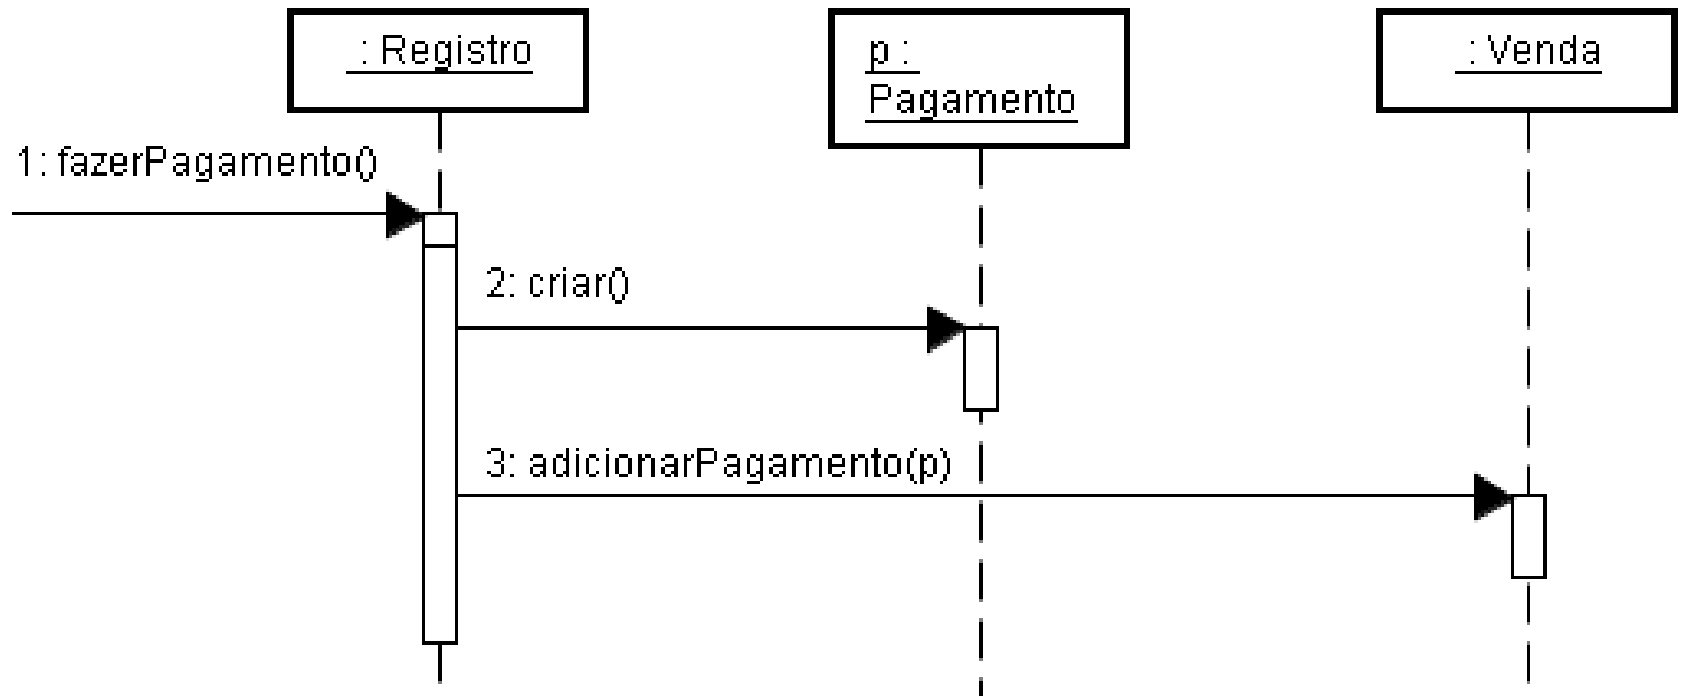 : Registro
p :
Pagamento
: Venda
1: fazerPagamento()
2: criar()
3: adicionarPagamento(p)